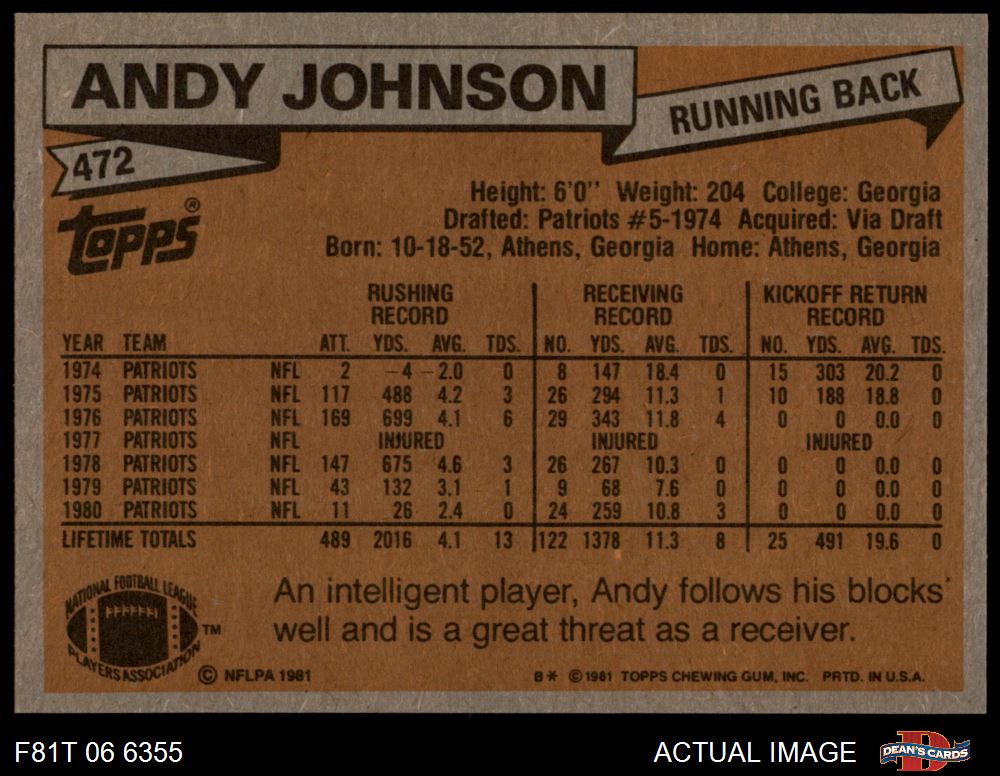 ANDY JOHNSON
RUNNING BACK
472
Topps®
Height: 6'0" Weight: 204 College: Georgia
Drafted: Patriots #5-1974 Acquired: Via Draft
Born: 10-18-52, Athens, Georgia Home: Athens, Georgia
RUSHING RECEIVING KICKOFF RETURN
RECORD RECORD RECORD
YEAR TEAM ATT. YDS. AVG. TDS. NO. YDS. AVG. TDS. NO. YDS. AVG. TDS.
1974 PATRIOTS NFL 2 –4 –2.0 0 8 147 18.4 0 15 303 20.2 0
1975 PATRIOTS NFL 117 488 4.2 3 26 294 11.3 1 10 188 18.8 0
1976 PATRIOTS NFL 169 699 4.1 6 29 343 11.8 4 0 0 0.0 0
1977 PATRIOTS NFL INJURED INJURED INJURED
1978 PATRIOTS NFL 147 675 4.6 3 26 267 10.3 0 0 0 0.0 0
1979 PATRIOTS NFL 43 132 3.1 1 9 68 7.6 0 0 0 0.0 0
1980 PATRIOTS NFL 11 26 2.4 0 24 259 10.8 3 0 0 0.0 0
LIFETIME TOTALS 489 2016 4.1 13 122 1378 11.3 8 25 491 19.6 0
An intelligent player, Andy follows his blocks
well and is a great threat as a receiver.
NATIONAL FOOTBALL LEAGUE
PLAYERS ASSOCIATION
TM
© NFLPA 1981
B* © 1981 TOPPS CHEWING GUM, INC. PRTD. IN U.S.A.
F81T 06 6355
ACTUAL IMAGE
D
DEAN'S CARDS